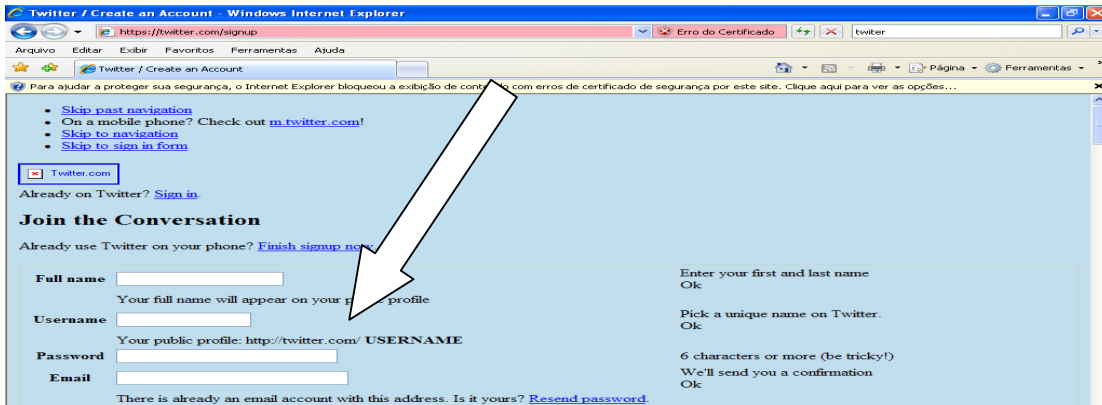 Twitter / Create an Account - Windows Internet Explorer
https://twitter.com/signup Erro do Certificado twiter
Arquivo Editar Exibir Favoritos Ferramentas Ajuda
Twitter / Create an Account Página Ferramentas
Para ajudar a proteger sua segurança, o Internet Explorer bloqueou a exibição de com erros de certificado de segurança por este site. Clique aqui para ver as opções...
Skip past navigation
On a mobile phone? Check out m.twitter.com!
Skip to navigation
Skip to sign in form
Twitter.com
Already on Twitter? Sign in.
Join the Conversation
Already use Twitter on your phone? Finish signup now
Full name Enter your first and last name
Ok
Your full name will appear on your profile
Username Pick a unique name on Twitter.
Ok
Your public profile: http://twitter.com/ USERNAME
Password 6 characters or more (be tricky!)
Email We'll send you a confirmation
Ok
There is already an email account with this address. Is it yours? Resend password.